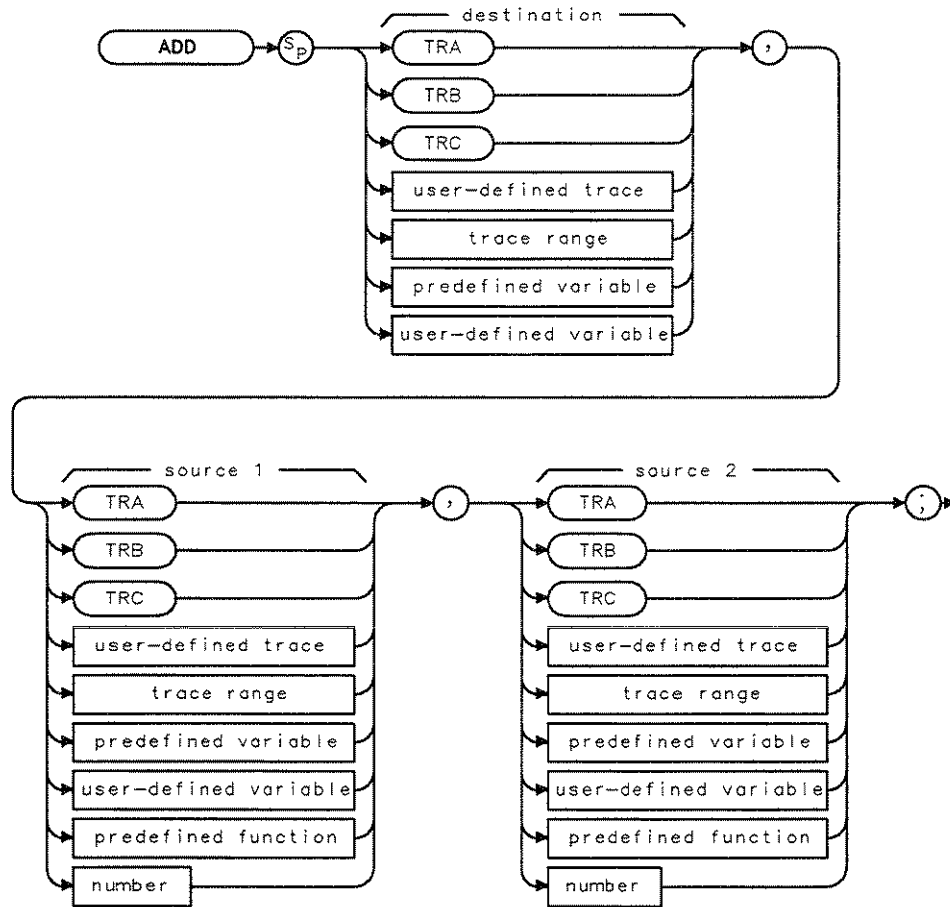 destination
ADD SP TRA ,
TRB
TRC
user-defined trace
trace range
predefined variable
user-defined variable
source 1
TRA ,
TRB
TRC
user-defined trace
trace range
predefined variable
user-defined variable
predefined function
number
source 2
TRA ;
TRB
TRC
user-defined trace
trace range
predefined variable
user-defined variable
predefined function
number